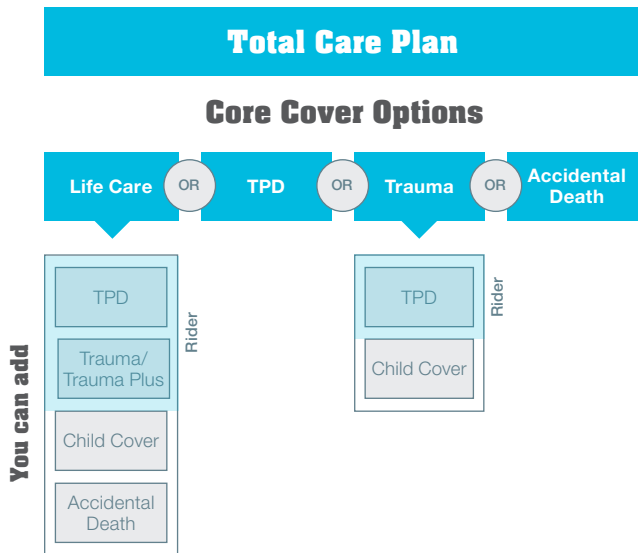 Total Care Plan
Core Cover Options
Life Care
OR
TPD
OR
Trauma
OR
Accidental
Death
You can add
TPD
Trauma/
Trauma Plus
Rider
Child Cover
Accidental
Death
TPD
Rider
Child Cover